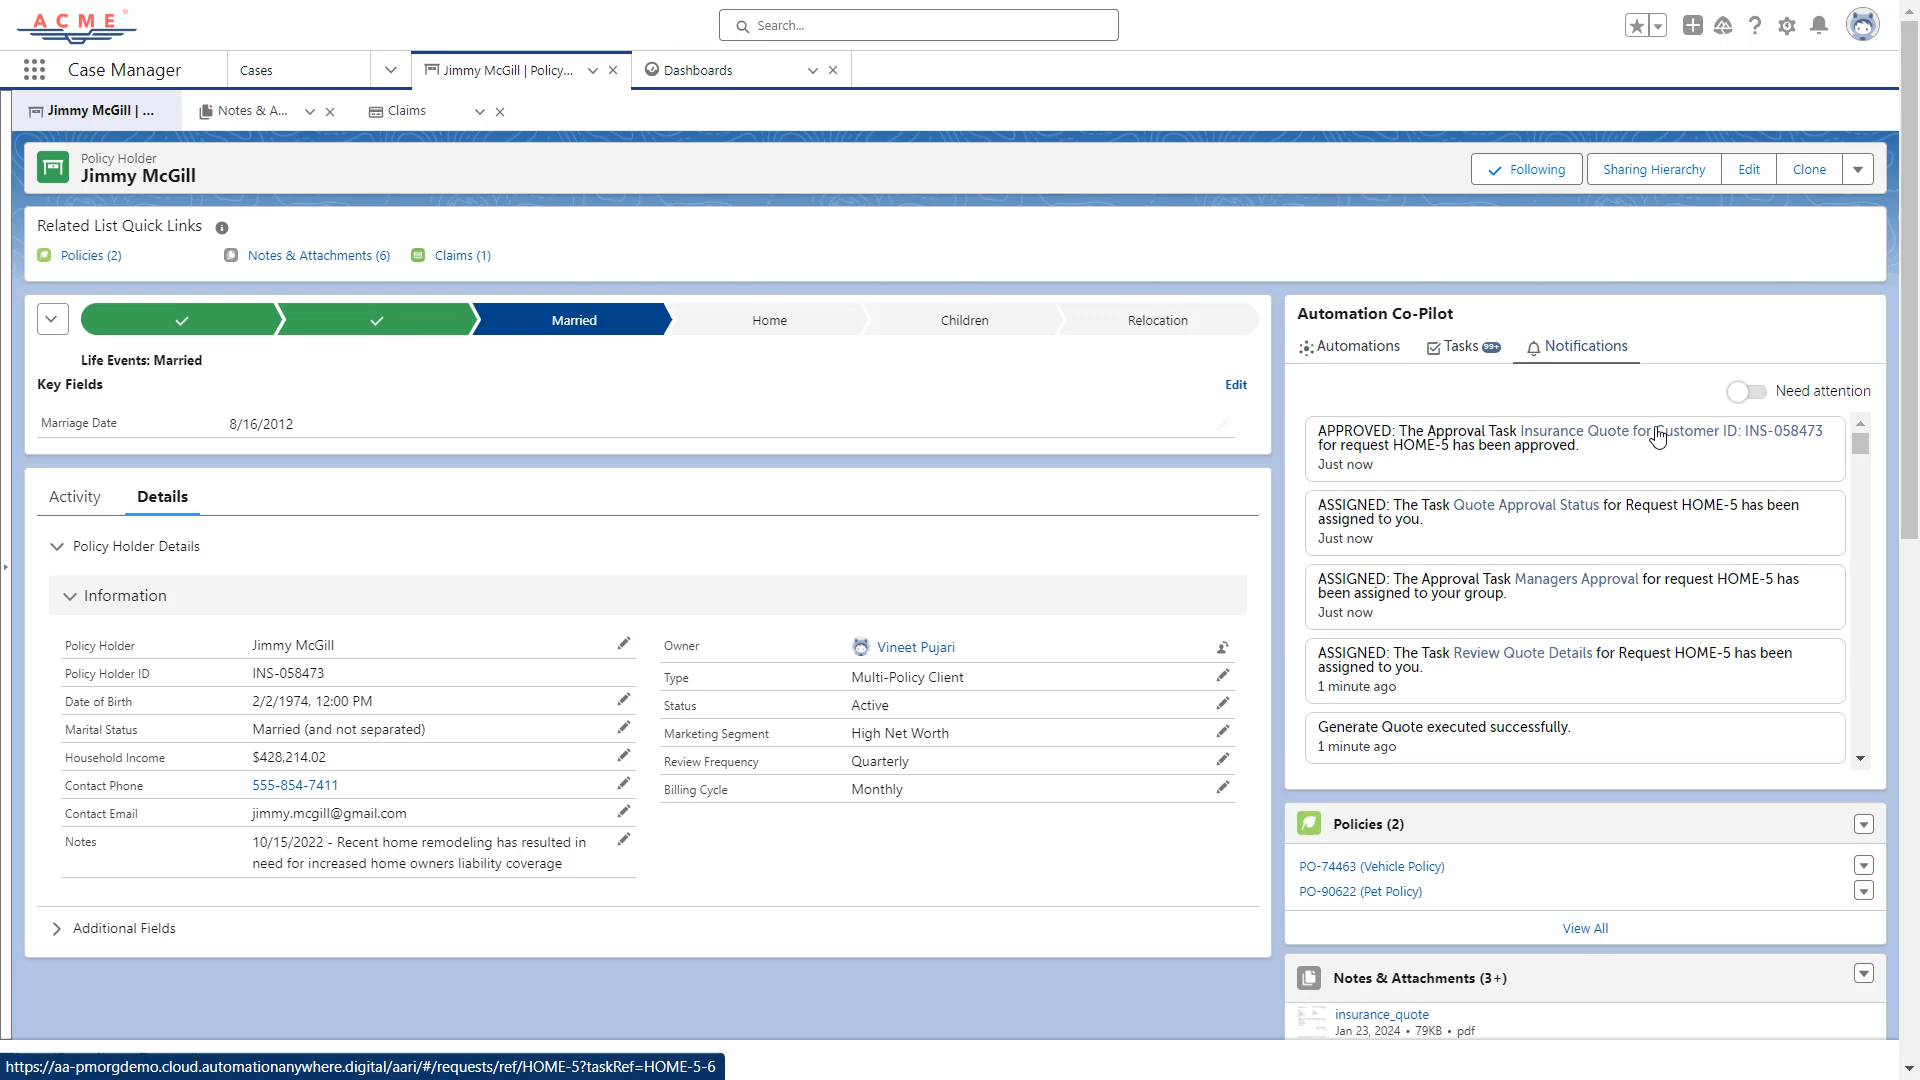 ACME
Search...
Case Manager
Cases
Jimmy McGill | Policy...
Dashboards
Jimmy McGill | ...
Notes & A...
Claims
Policy Holder
Jimmy McGill
Following
Sharing Hierarchy
Edit
Clone
Related List Quick Links
Policies (2)
Notes & Attachments (6)
Claims (1)
Married
Home
Children
Relocation
Life Events: Married
Key Fields
Edit
Marriage Date
8/16/2012
Activity
Details
Policy Holder Details
Information
Policy Holder
Jimmy McGill
Policy Holder ID
INS-058473
Date of Birth
2/2/1974, 12:00 PM
Marital Status
Married (and not separated)
Household Income
$428,214.02
Contact Phone
555-854-7411
Contact Email
jimmy.mcgill@gmail.com
Notes
10/15/2022 - Recent home remodeling has resulted in
need for increased home owners liability coverage
Owner
Vineet Pujari
Type
Multi-Policy Client
Status
Active
Marketing Segment
High Net Worth
Review Frequency
Quarterly
Billing Cycle
Monthly
Additional Fields
Automation Co-Pilot
Automations
Tasks 99+
Notifications
Need attention
APPROVED: The Approval Task Insurance Quote for Customer ID: INS-058473
for request HOME-5 has been approved.
Just now
ASSIGNED: The Task Quote Approval Status for Request HOME-5 has been
assigned to you.
Just now
ASSIGNED: The Approval Task Managers Approval for request HOME-5 has
been assigned to your group.
Just now
ASSIGNED: The Task Review Quote Details for Request HOME-5 has been
assigned to you.
1 minute ago
Generate Quote executed successfully.
1 minute ago
Policies (2)
PO-74463 (Vehicle Policy)
PO-90622 (Pet Policy)
View All
Notes & Attachments (3+)
insurance_quote
Jan 23, 2024 • 79KB • pdf
https://aa-pmorgdemo.cloud.automationanywhere.digital/aari/#/requests/ref/HOME-5?taskRef=HOME-5-6